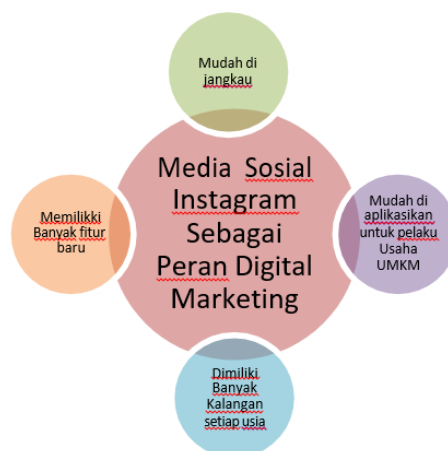 Mudah di
jangkau
Media Sosial
Instagram
Sebagai
Peran Digital
Marketing
Memilikki
Banyak fitur
baru
Mudah di
aplikasikan
untuk pelaku
Usaha
UMKM
Dimiliki
Banyak
Kalangan
setiap usia